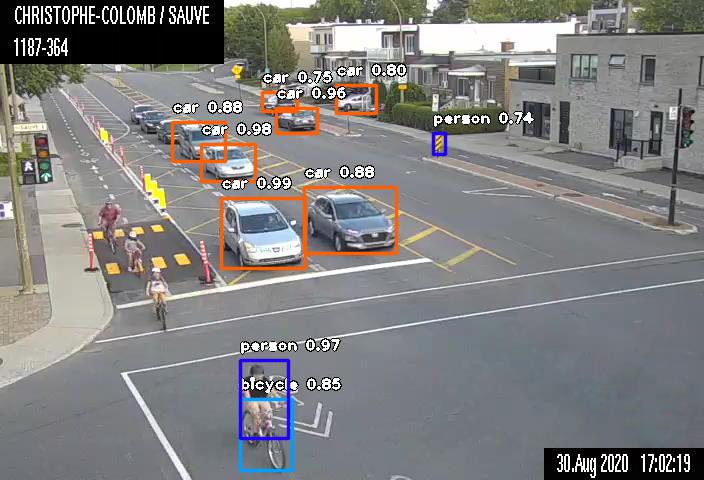 CHRISTOPHE-COLOMB / SAUVE
1187-364
car 0.75
car 0.80
car 0.96
car 0.88
person 0.74
car 0.98
car 0.88
car 0.99
person 0.97
bicycle 0.85
30.Aug 2020 17:02:19